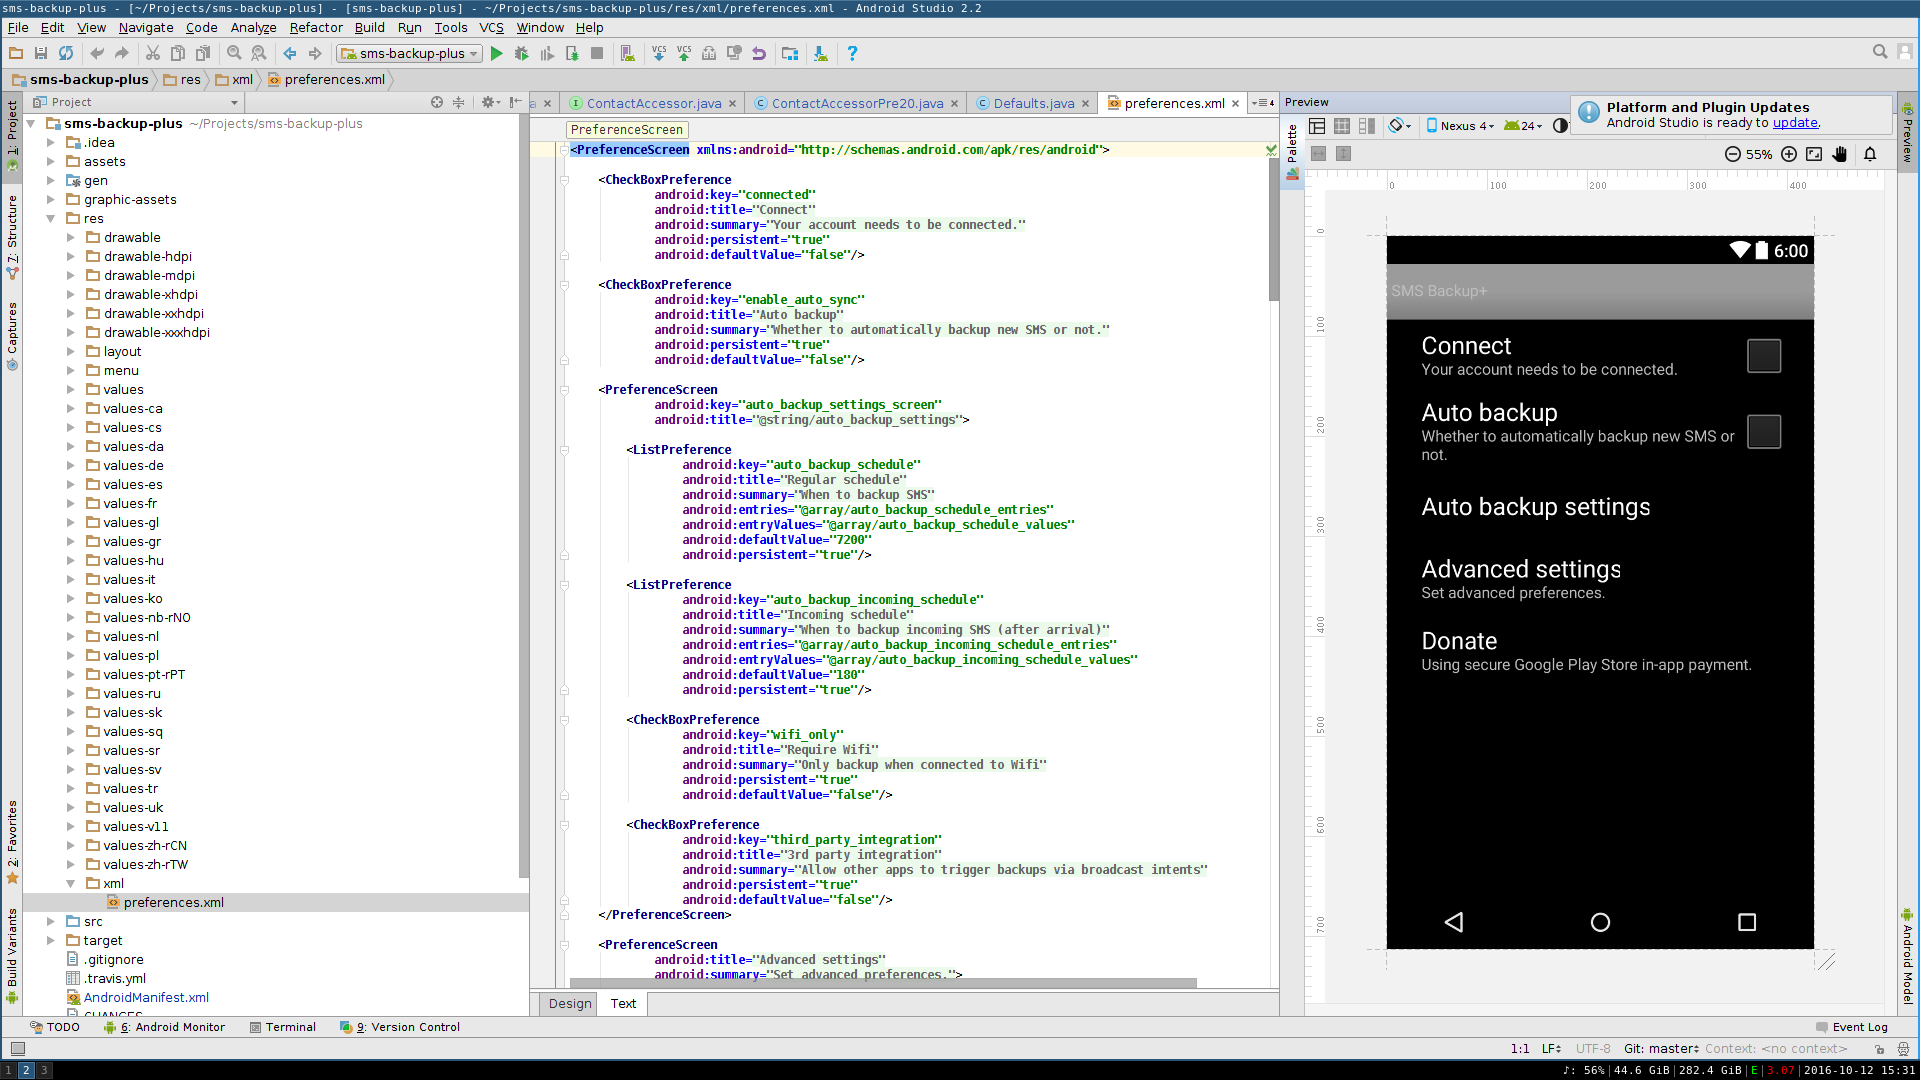 sms-backup-plus - [~/Projects/sms-backup-plus] - [sms-backup-plus] - ~/Projects/sms-backup-plus/res/xml/preferences.xml - Android Studio 2.2
File Edit View Navigate Code Analyze Refactor Build Run Tools VCS Window Help
sms-backup-plus
VCS VCS
sms-backup-plus res xml preferences.xml
Project
1: Project
7: Structure
Captures
2: Favorites
Build Variants
sms-backup-plus ~/Projects/sms-backup-plus
.idea
assets
gen
graphic-assets
res
drawable
drawable-hdpi
drawable-mdpi
drawable-xhdpi
drawable-xxhdpi
drawable-xxxhdpi
layout
menu
values
values-ca
values-cs
values-da
values-de
values-es
values-fr
values-gl
values-gr
values-hu
values-it
values-ko
values-nb-rNO
values-nl
values-pl
values-pt-rPT
values-ru
values-sk
values-sq
values-sr
values-sv
values-tr
values-uk
values-v11
values-zh-rCN
values-zh-rTW
xml
preferences.xml
src
target
.gitignore
.travis.yml
AndroidManifest.xml
CHANGES
a ContactAccessor.java ContactAccessorPre20.java Defaults.java preferences.xml 4
PreferenceScreen
<PreferenceScreen xmlns:android="http://schemas.android.com/apk/res/android">
<CheckBoxPreference
android:key="connected"
android:title="Connect"
android:summary="Your account needs to be connected."
android:persistent="true"
android:defaultValue="false"/>
<CheckBoxPreference
android:key="enable_auto_sync"
android:title="Auto backup"
android:summary="Whether to automatically backup new SMS or not."
android:persistent="true"
android:defaultValue="false"/>
<PreferenceScreen
android:key="auto_backup_settings_screen"
android:title="@string/auto_backup_settings">
<ListPreference
android:key="auto_backup_schedule"
android:title="Regular schedule"
android:summary="When to backup SMS"
android:entries="@array/auto_backup_schedule_entries"
android:entryValues="@array/auto_backup_schedule_values"
android:defaultValue="7200"
android:persistent="true"/>
<ListPreference
android:key="auto_backup_incoming_schedule"
android:title="Incoming schedule"
android:summary="When to backup incoming SMS (after arrival)"
android:entries="@array/auto_backup_incoming_schedule_entries"
android:entryValues="@array/auto_backup_incoming_schedule_values"
android:defaultValue="180"
android:persistent="true"/>
<CheckBoxPreference
android:key="wifi_only"
android:title="Require Wifi"
android:summary="Only backup when connected to Wifi"
android:persistent="true"
android:defaultValue="false"/>
<CheckBoxPreference
android:key="third_party_integration"
android:title="3rd party integration"
android:summary="Allow other apps to trigger backups via broadcast intents"
android:persistent="true"
android:defaultValue="false"/>
</PreferenceScreen>
<PreferenceScreen
android:title="Advanced settings"
android:summary="Set advanced preferences.">
Design Text
Preview
Palette
Nexus 4 24
Platform and Plugin Updates
Android Studio is ready to update.
55%
0 100 200 300 400
0
100
200
300
400
500
600
700
6:00
SMS Backup+
Connect
Your account needs to be connected.
Auto backup
Whether to automatically backup new SMS or
not.
Auto backup settings
Advanced settings
Set advanced preferences.
Donate
Using secure Google Play Store in-app payment.
Preview
Android Model
TODO 6: Android Monitor Terminal 9: Version Control Event Log
1:1 LF UTF-8 Git: master Context: <no context>
1 2 3 ♪: 56%|44.6 GiB|282.4 GiB|E|3.07|2016-10-12 15:31